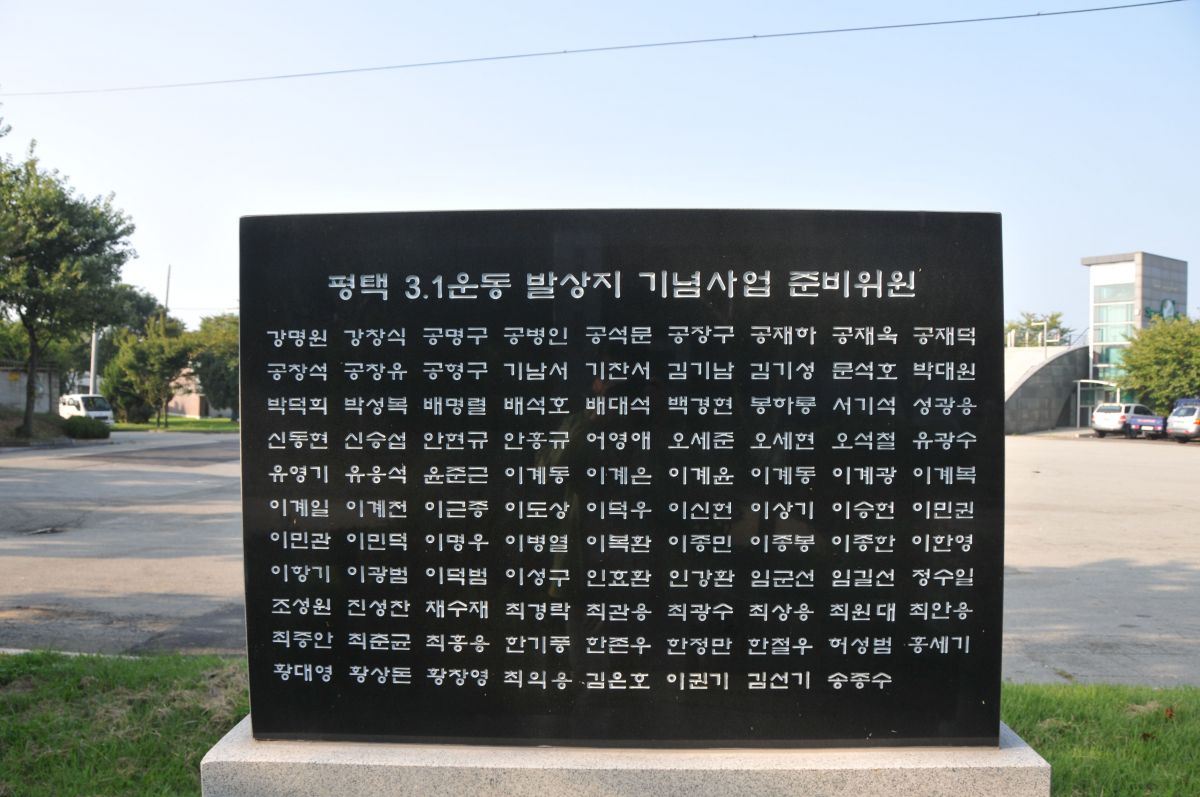 평택 3.1운동 발상지 기념사업 준비위원
강명원 강창식 공명구 공병인 공석문 공장구 공재하 공재욱 공재덕
공창석 공장유 공형구 기남서 기찬서 김기남 김기성 문석호 박대원
박덕희 박성복 배명렬 배석호 배대석 백경현 봉하룡 서기석 성광용
신동현 신승섭 안현규 안홍규 어영애 오세준 오세현 오석철 유광수
유영기 유응석 윤준근 이계동 이계은 이계윤 이계동 이계광 이계복
이계일 이계전 이근종 이도상 이덕우 이신헌 이상기 이승헌 이민권
이민관 이민덕 이명우 이병열 이복환 이종민 이종봉 이종한 이한영
이항기 이광범 이덕범 이성구 인효환 인강환 임군선 임길선 정수일
조성원 진성찬 채수재 최경락 최관용 최광수 최상용 최원대 최안용
최중안 최준균 최흥용 한기풍 한존우 한정만 한철우 허성범 홍세기
황대영 황상돈 황창영 최의용 김은호 이권기 김선기 송종수